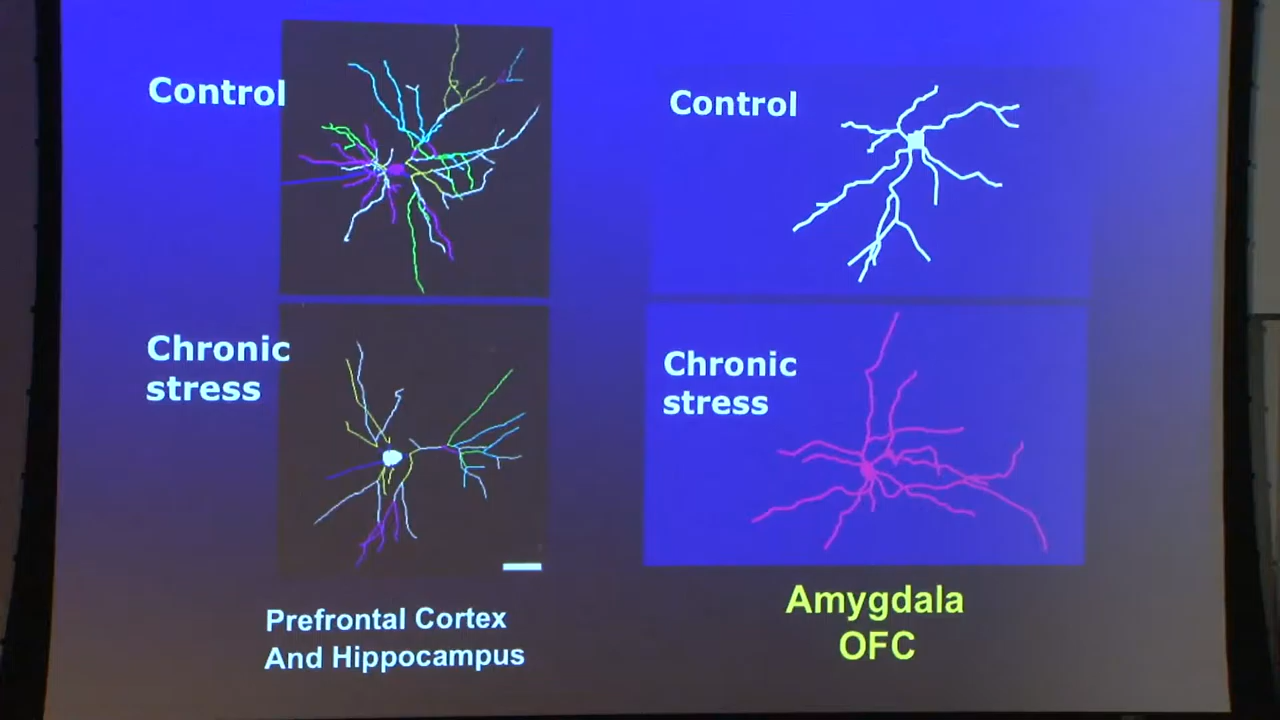 Control
Chronic
stress
Prefrontal Cortex
And Hippocampus
Control
Chronic
stress
Amygdala
OFC